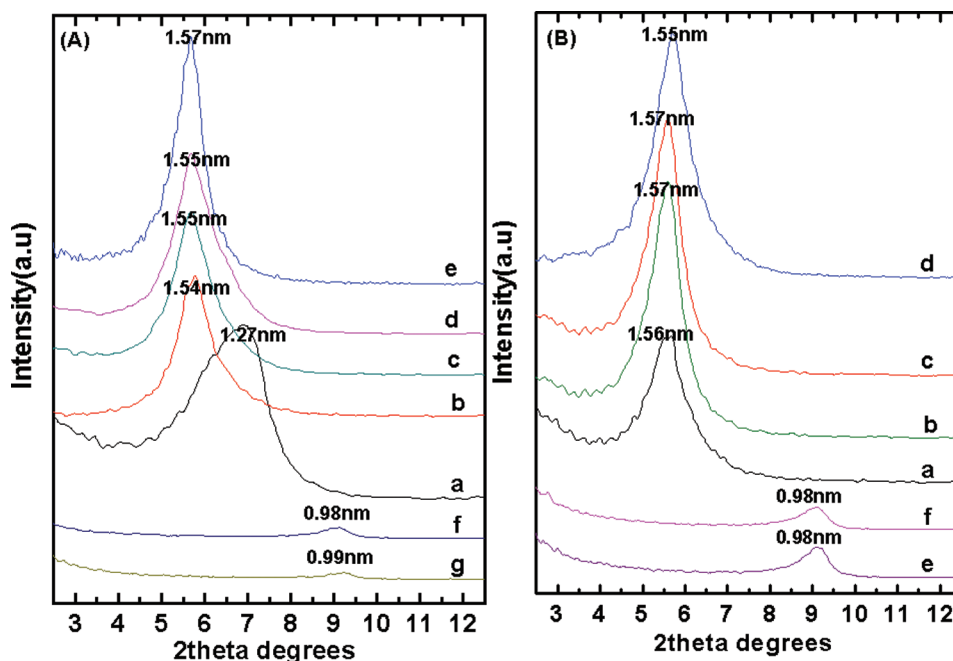 (A)
1.57nm
1.55nm
1.55nm
1.54nm
1.27nm
e
d
c
b
a
0.98nm
f
0.99nm
g
Intensity(a.u)
3 4 5 6 7 8 9 10 11 12
2theta degrees
(B)
1.55nm
1.57nm
1.57nm
1.56nm
d
c
b
a
0.98nm
f
0.98nm
e
Intensity(a.u)
3 4 5 6 7 8 9 10 11 12
2theta degrees